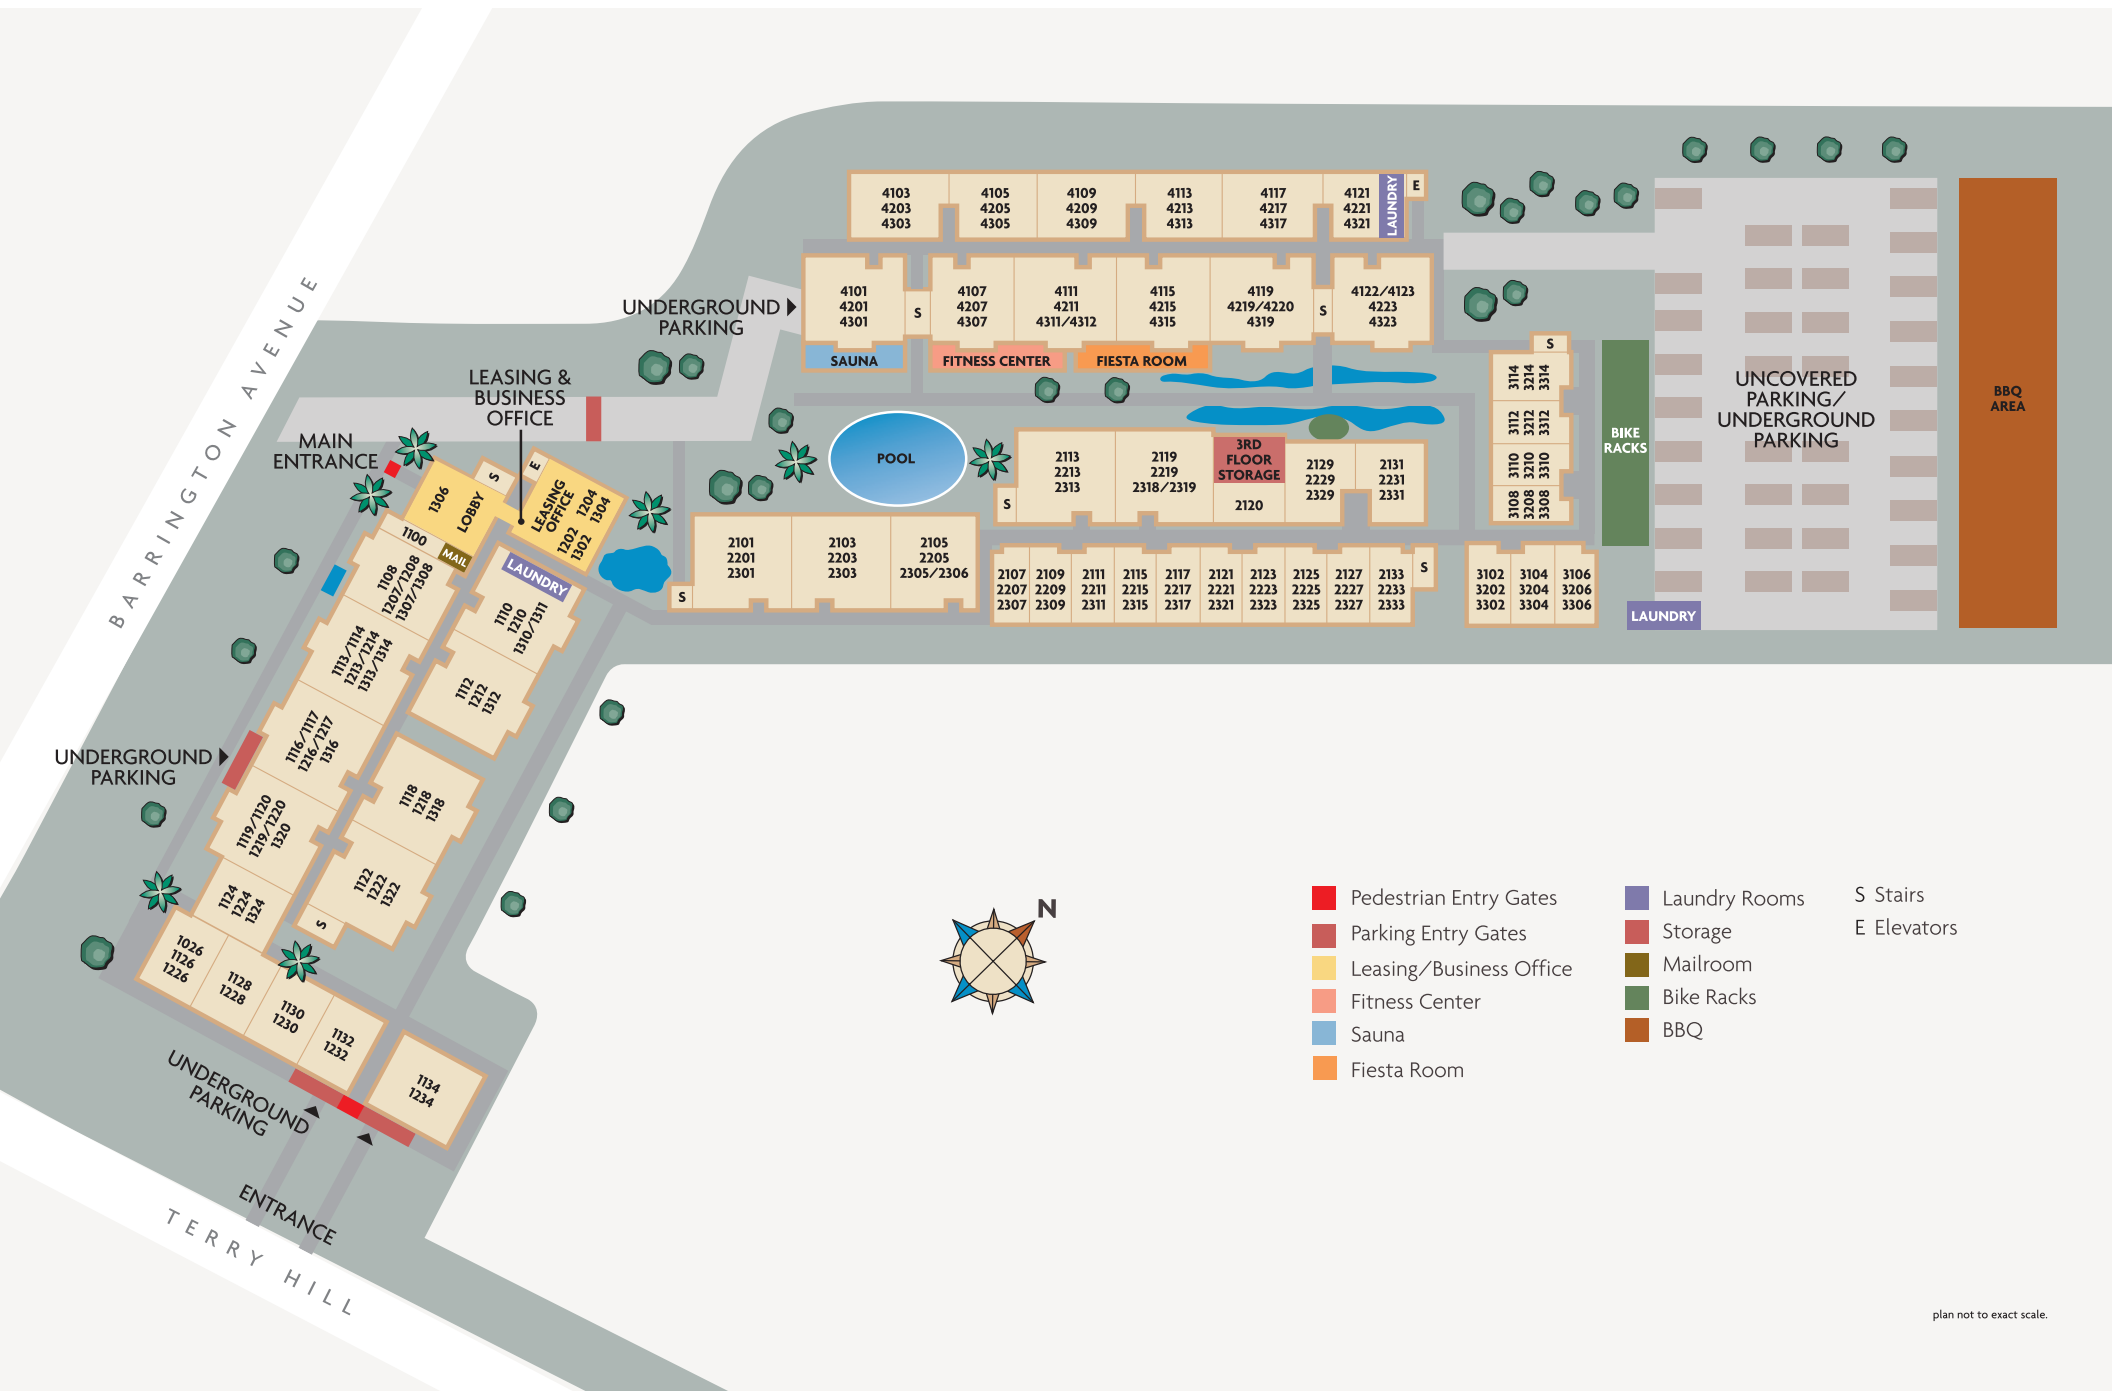 BARRINGTON AVENUE
TERRY HILL
4103
4203
4303
4105
4205
4305
4109
4209
4309
4113
4213
4313
4117
4217
4317
4121
4221
4321
LAUNDRY
E
UNDERGROUND
PARKING
4101
4201
4301
S
4107
4207
4307
4111
4211
4311/4312
4115
4215
4315
4119
4219/4220
4319
S
4122/4123
4223
4323
SAUNA
FITNESS CENTER
FIESTA ROOM
S
3114
3214
3314
3112
3212
3312
3110
3210
3310
3108
3208
3308
BIKE
RACKS
UNCOVERED
PARKING/
UNDERGROUND
PARKING
BBQ
AREA
LEASING &
BUSINESS
OFFICE
MAIN
ENTRANCE
POOL
2113
2213
2313
S
2119
2219
2318/2319
3RD
FLOOR
STORAGE
2120
2129
2229
2329
2131
2231
2331
1306
LOBBY
S
E
LEASING
OFFICE
1204
1304
1202
1302
1100
MAIL
LAUNDRY
2101
2201
2301
S
2103
2203
2303
2105
2205
2305/2306
2107
2207
2307
2109
2209
2309
2111
2211
2311
2115
2215
2315
2117
2217
2317
2121
2221
2321
2123
2223
2323
2125
2225
2325
2127
2227
2327
2133
2233
2333
S
3102
3202
3302
3104
3204
3304
3106
3206
3306
LAUNDRY
1108
1207/1208
1307/1308
1110
1210
1310/1311
1113/1114
1213/1214
1313/1314
1112
1212
1312
1116/1117
1216/1217
1316
UNDERGROUND
PARKING
1118
1218
1318
1119/1120
1219/1220
1320
1122
1222
1322
S
1124
1224
1324
1026
1126
1226
1128
1228
1130
1230
1132
1232
1134
1234
UNDERGROUND
PARKING
ENTRANCE
N
Pedestrian Entry Gates
Parking Entry Gates
Leasing/Business Office
Fitness Center
Sauna
Fiesta Room
Laundry Rooms
Storage
Mailroom
Bike Racks
BBQ
S Stairs
E Elevators
plan not to exact scale.